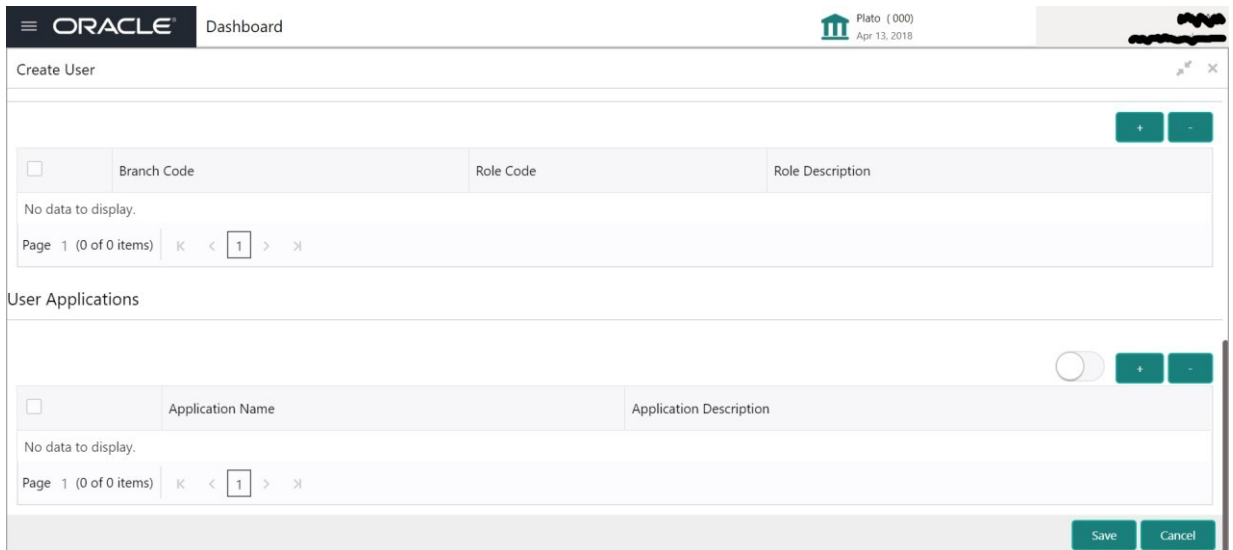 ORACLE® Dashboard Plato (000)
Apr 13, 2018
Create User
+ -
Branch Code Role Code Role Description
No data to display.
Page 1 (0 of 0 items) 1
User Applications
+ -
Application Name Application Description
No data to display.
Page 1 (0 of 0 items) 1
Save Cancel